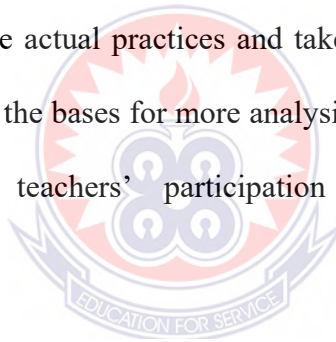 e actual practices and take
the bases for more analysi
teachers’ participation
EDUCATION FOR SERVICE